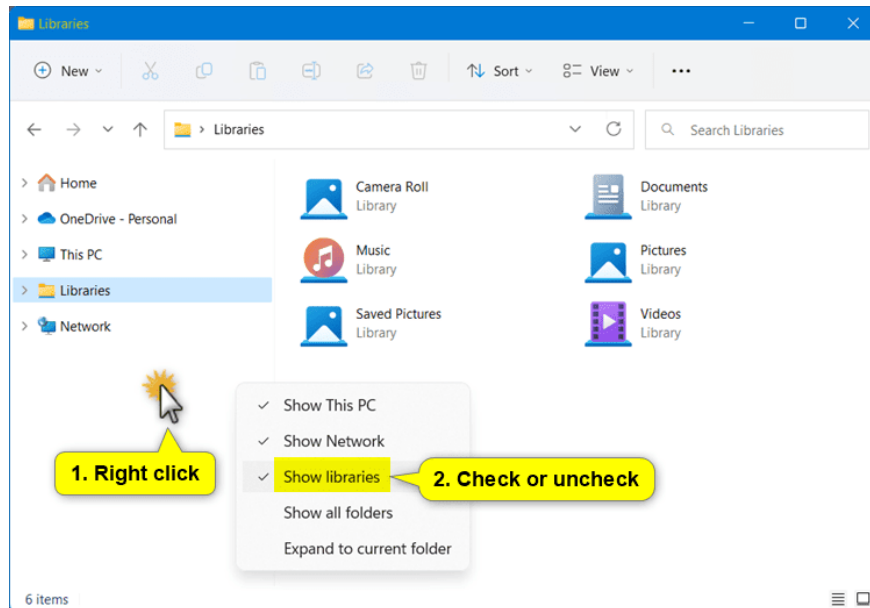 Libraries
New
Sort
View
Libraries
Search Libraries
Home
OneDrive - Personal
This PC
Libraries
Network
Camera Roll
Library
Documents
Library
Music
Library
Pictures
Library
Saved Pictures
Library
Videos
Library
Show This PC
Show Network
Show libraries
Show all folders
Expand to current folder
1. Right click
2. Check or uncheck
6 items